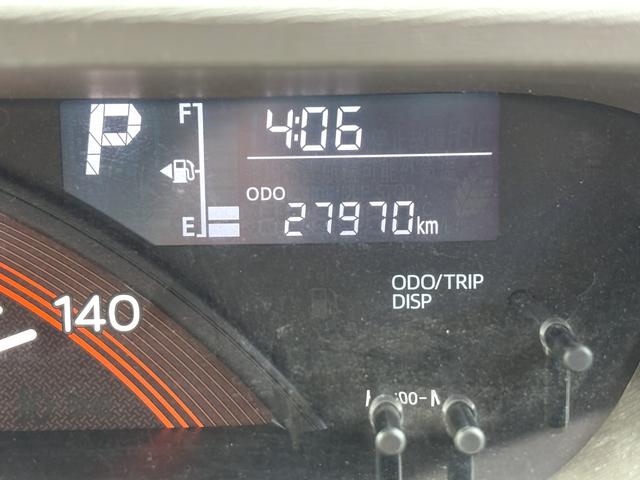 P
F
4:06
ODO
E
27970km
140
ODO/TRIP
DISP